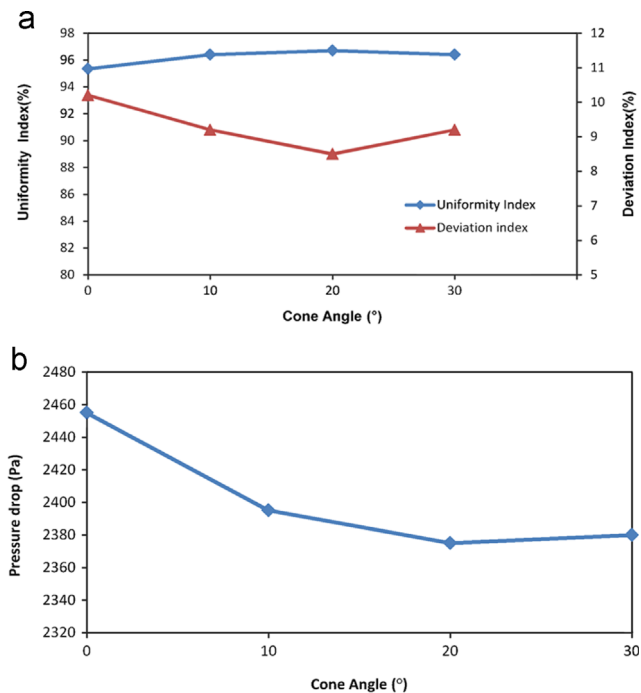 a
98
96
94
92
90
88
86
84
82
80
12
11
10
9
8
7
6
5
Uniformity Index(%)
Deviation Index(%)
Uniformity Index
Deviation index
0 10 20 30
Cone Angle (°)
b
2480
2460
2440
2420
2400
2380
2360
2340
2320
Pressure drop (Pa)
0 10 20 30
Cone Angle (°)